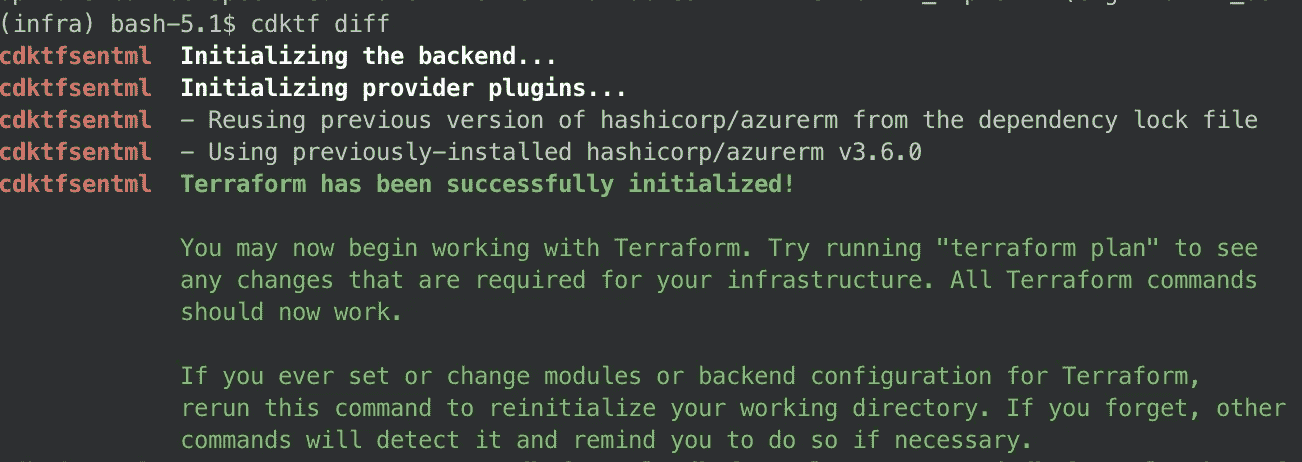 (infra) bash-5.1$ cdktf diff
cdktfsentml  Initializing the backend...
cdktfsentml  Initializing provider plugins...
cdktfsentml  - Reusing previous version of hashicorp/azurerm from the dependency lock file
cdktfsentml  - Using previously-installed hashicorp/azurerm v3.6.0
cdktfsentml  Terraform has been successfully initialized!
You may now begin working with Terraform. Try running "terraform plan" to see
any changes that are required for your infrastructure. All Terraform commands
should now work.
If you ever set or change modules or backend configuration for Terraform,
rerun this command to reinitialize your working directory. If you forget, other
commands will detect it and remind you to do so if necessary.